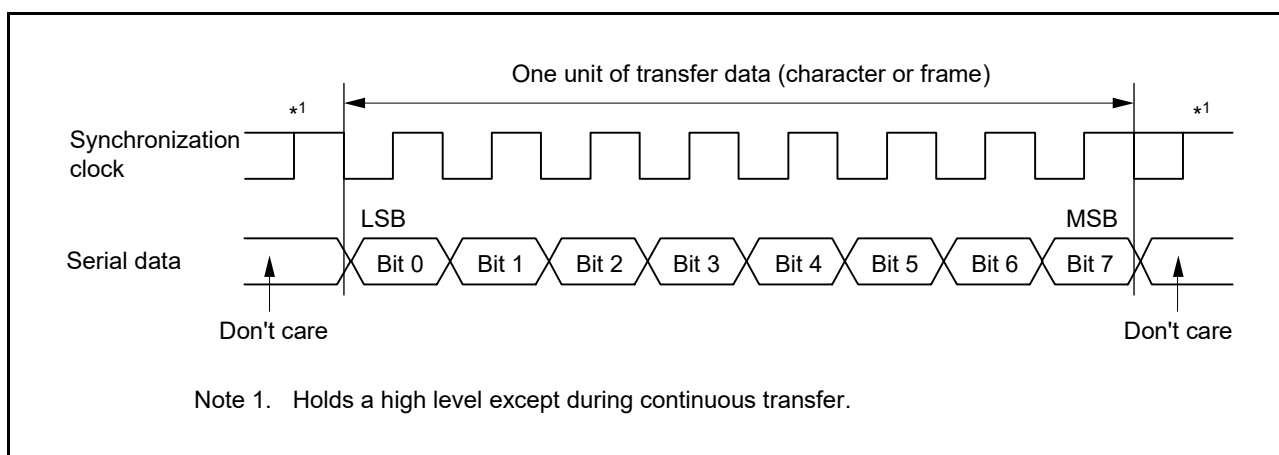 One unit of transfer data (character or frame)
*1
*1
Synchronization
clock
LSB
MSB
Serial data
Bit 0
Bit 1
Bit 2
Bit 3
Bit 4
Bit 5
Bit 6
Bit 7
Don't care
Don't care
Note 1. Holds a high level except during continuous transfer.